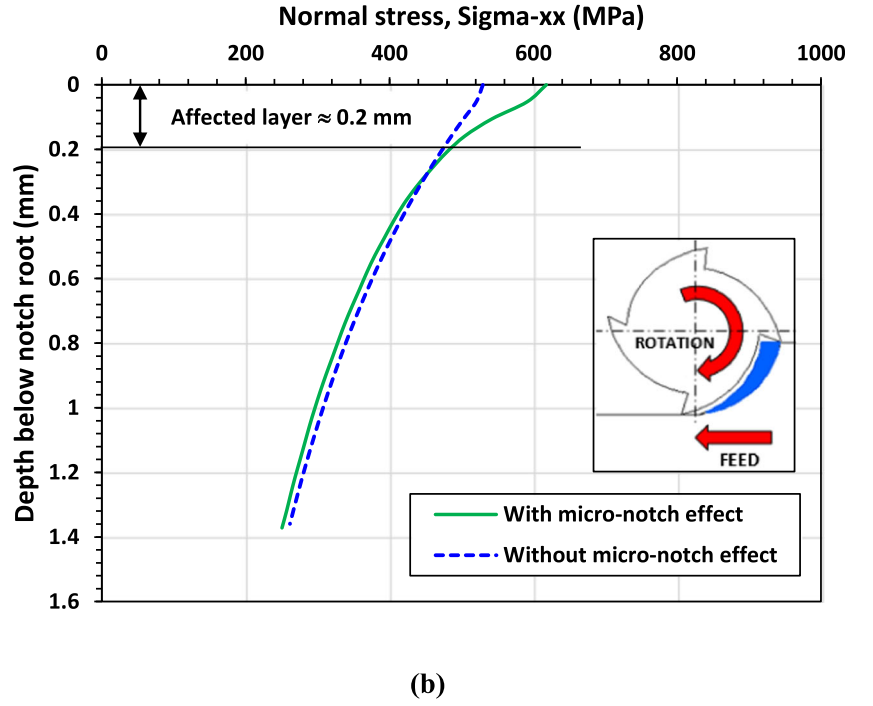 Normal stress, Sigma-xx (MPa)
0 200 400 600 800 1000
Depth below notch root (mm)
0
0.2
0.4
0.6
0.8
1
1.2
1.4
1.6
Affected layer ≈ 0.2 mm
ROTATION
FEED
With micro-notch effect
Without micro-notch effect
(b)